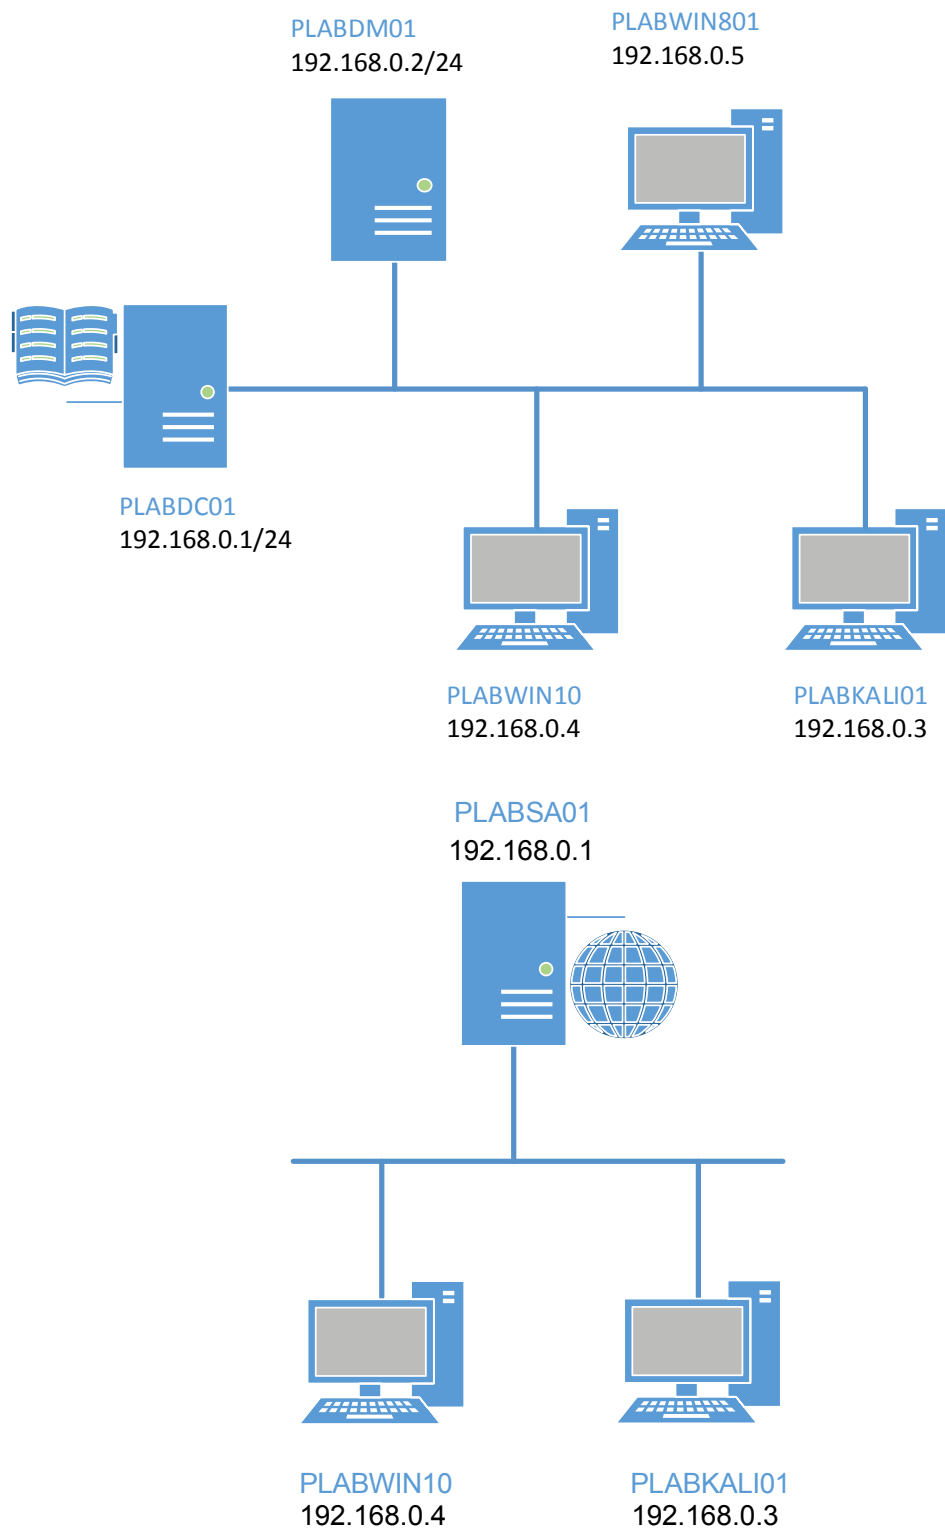 PLABDM01
192.168.0.2/24
PLABWIN801
192.168.0.5
PLABDC01
192.168.0.1/24
PLABWIN10
192.168.0.4
PLABKALI01
192.168.0.3
PLABSA01
192.168.0.1
PLABWIN10
192.168.0.4
PLABKALI01
192.168.0.3